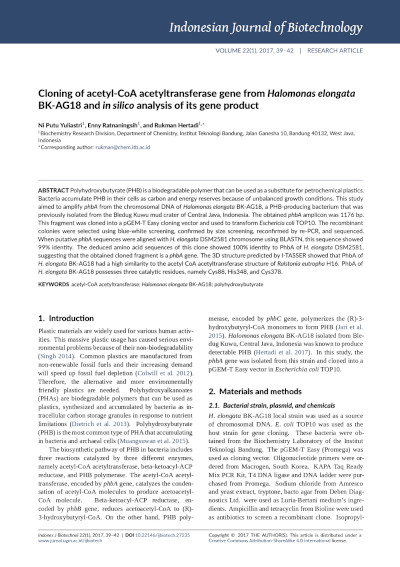 Indonesian Journal of Biotechnology
VOLUME 22(1), 2017, 39–42 | RESEARCH ARTICLE
Cloning of acetyl-CoA acetyltransferase gene from Halomonas elongata
BK-AG18 and in silico analysis of its gene product
Ni Putu Yuliastri1, Enny Ratnaningsih1, and Rukman Hertadi1,*
1Biochemistry Research Division, Department of Chemistry, Institut Teknologi Bandung, Jalan Ganesha 10, Bandung 40132, West Java,
Indonesia
*Corresponding author: rukman@chem.itb.ac.id
ABSTRACT Polyhydroxybutyrate (PHB) is a biodegradable polymer that can be used as a substitute for petrochemical plastics.
Bacteria accumulate PHB in their cells as carbon and energy reserves because of unbalanced growth conditions. This study
aimed to amplify phbA from the chromosomal DNA of Halomonas elongata BK-AG18, a PHB-producing bacterium that was
previously isolated from the Bledug Kuwu mud crater of Central Java, Indonesia. The obtained phbA amplicon was 1176 bp.
This fragment was cloned into a pGEM-T Easy cloning vector and used to transform Escherichia coli TOP10. The recombinant
colonies were selected using blue-white screening, confirmed by size screening, reconfirmed by re-PCR, and sequenced.
When putative phbA sequences were aligned with H. elongata DSM2581 chromosome using BLASTN, this sequence showed
99% identity. The deduced amino acid sequences of this clone showed 100% identity to PhbA of H. elongata DSM2581,
suggesting that the obtained cloned fragment is a phbA gene. The 3D structure predicted by I-TASSER showed that PhbA of
H. elongata BK-AG18 had a high similarity to the acetyl CoA acetyltransferase structure of Ralstonia eutropha H16. PhbA of
H. elongata BK-AG18 possesses three catalytic residues, namely Cys88, His348, and Cys378.
KEYWORDS acetyl-CoA acetyltransferase; Halomonas elongata BK-AG18; polyhydroxybutyrate
1. Introduction
Plastic materials are widely used for various human activ-
ities. This massive plastic usage has caused serious envi-
ronmental problems because of their non-biodegradability
(Singh 2014). Common plastics are manufactured from
non-renewable fossil fuels and their increasing demand
will speed up fossil fuel depletion (Colwill et al. 2012).
Therefore, the alternative and more environmentally
friendly plastics are needed. Polyhydroxyalkanoates
(PHAs) are biodegradable polymers that can be used as
plastics, synthesized and accumulated by bacteria as in-
tracellular carbon storage granules in response to nutrient
limitations (Dietrich et al. 2013). Polyhydroxybutyrate
(PHB) is the most common type of PHA that accumulating
in bacteria and archaeal cells (Muangsuwan et al. 2015).
The biosynthetic pathway of PHB in bacteria includes
three reactions catalyzed by three different enzymes,
namely acetyl-CoA acetyltransferase, beta-ketoacyl-ACP
reductase, and PHB polymerase. The acetyl-CoA acetyl-
transferase, encoded by phbA gene, catalyzes the conden-
sation of acetyl-CoA molecules to produce acetoacetyl-
CoA molecule. Beta-ketoacyl-ACP reductase, en-
coded by phbB gene, reduces acetoacetyl-CoA to (R)-
3-hydroxybutyryl-CoA. On the other hand, PHB poly-
merase, encoded by phbC gene, polymerizes the (R)-3-
hydroxybutyryl-CoA monomers to form PHB (Jari et al.
2015). Halomonas elongata BK-AG18 isolated from Ble-
dug Kuwu, Central Java, Indonesia was known to produce
detectable PHB (Hertadi et al. 2017). In this study, the
phbA gene was isolated from this strain and cloned into a
pGEM-T Easy vector in Escherichia coli TOP10.
2. Materials and methods
2.1. Bacterial strain, plasmid, and chemicals
H. elongata BK-AG18 local strain was used as a source
of chromosomal DNA. E. coli TOP10 was used as the
host strain for gene cloning. These bacteria were ob-
tained from the Biochemistry Laboratory of the Institut
Teknologi Bandung. The pGEM-T Easy (Promega) was
used as cloning vector. Oligonucleotide primers were or-
dered from Macrogen, South Korea. KAPA Taq Ready
Mix PCR Kit, T4 DNA ligase and DNA ladder were pur-
chased from Promega. Sodium chloride from Amresco
and yeast extract, tryptone, bacto agar from Deben Diag-
nostics Ltd. were used as Luria-Bertani medium's ingre-
dients. Ampicillin and tetracyclin from Bioline were used
as antibiotics to screen a recombinant clone. Isopropyl-
Indones J Biotechnol 22(1), 2017, 39–42 | DOI 10.22146/ijbiotech.27235
www.jurnal.ugm.ac.id/ijbiotech
Copyright © 2017 THE AUTHOR(S). This article is distributed under a
Creative Commons Attribution-ShareAlike 4.0 International license.